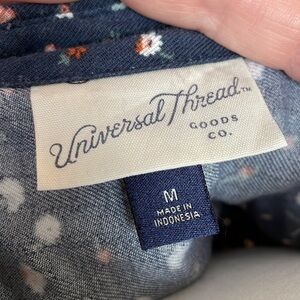 Universal Thread™
GOODS
CO.
M
MADE IN
INDONESIA